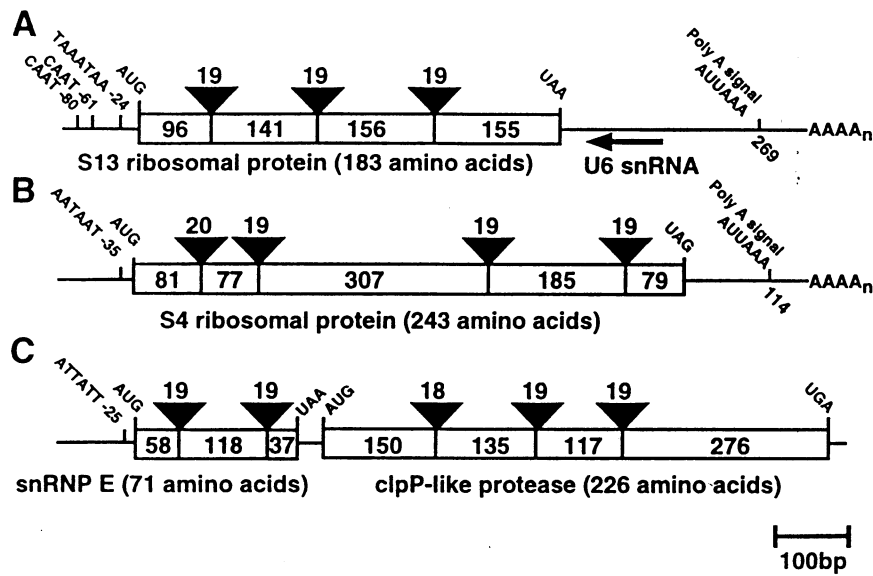 A
CAAT -80
CAAT -61
TAAATAA -24
AUG
19
19
19
UAA
Poly A signal
AUUAAA
96
141
156
155
AAAAn
269
S13 ribosomal protein (183 amino acids)
U6 snRNA
B
AATAAT -35
AUG
20
19
19
19
UAG
Poly A signal
AUUAAA
81
77
307
185
79
AAAAn
114
S4 ribosomal protein (243 amino acids)
C
ATTATT -25
AUG
19
19
UAA
AUG
18
19
19
UGA
58
118
37
150
135
117
276
snRNP E (71 amino acids)
clpP-like protease (226 amino acids)
100bp